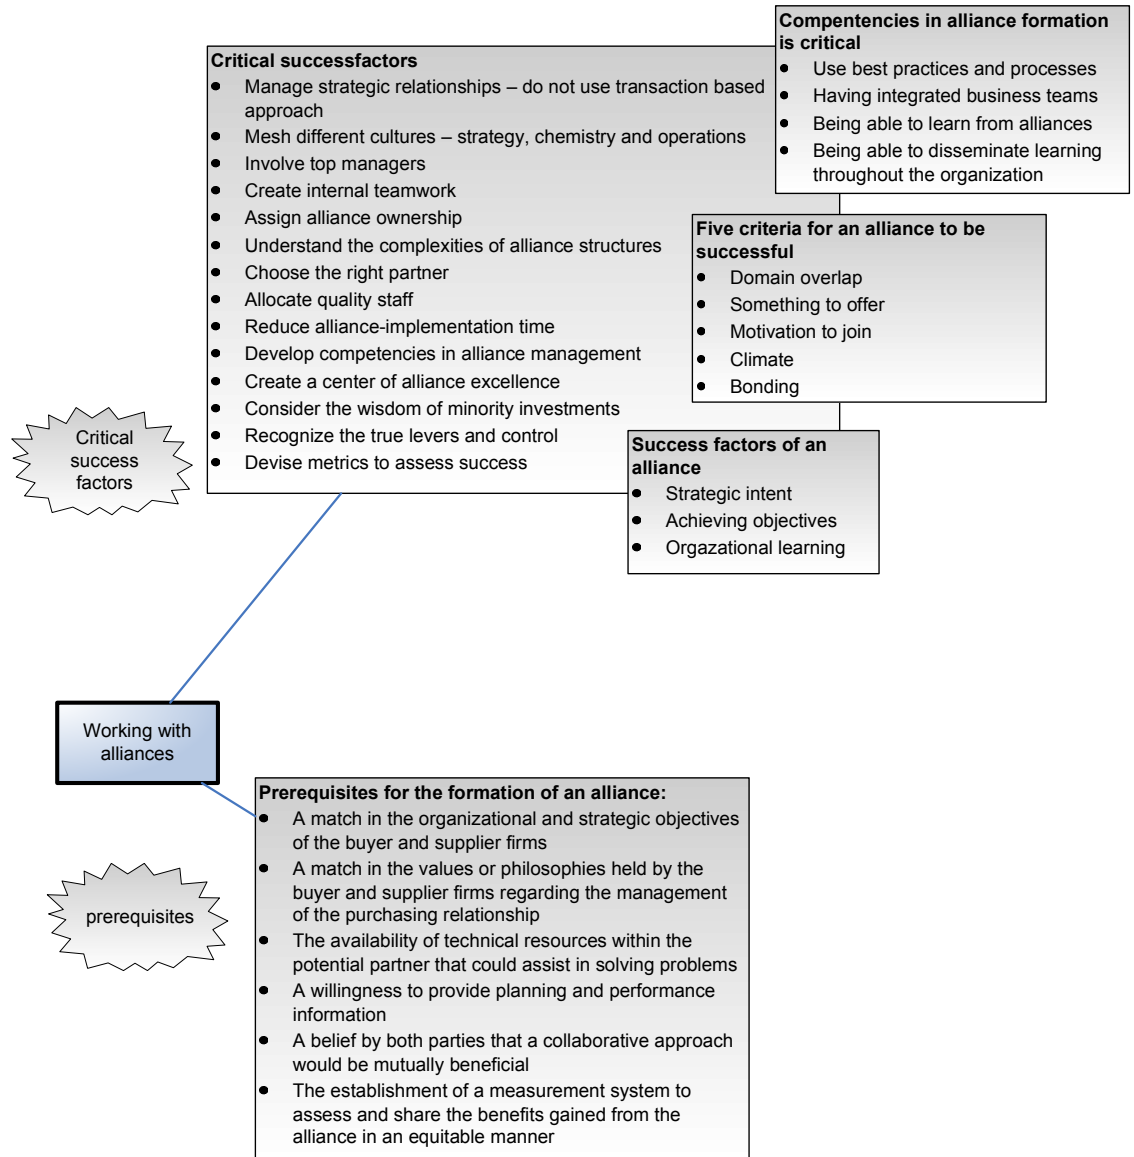 Compentencies in alliance formation
is critical
• Use best practices and processes
• Having integrated business teams
• Being able to learn from alliances
• Being able to disseminate learning
throughout the organization
Critical successfactors
• Manage strategic relationships – do not use transaction based
approach
• Mesh different cultures – strategy, chemistry and operations
• Involve top managers
• Create internal teamwork
• Assign alliance ownership
• Understand the complexities of alliance structures
• Choose the right partner
• Allocate quality staff
• Reduce alliance-implementation time
• Develop competencies in alliance management
• Create a center of alliance excellence
• Consider the wisdom of minority investments
• Recognize the true levers and control
• Devise metrics to assess success
Five criteria for an alliance to be
successful
• Domain overlap
• Something to offer
• Motivation to join
• Climate
• Bonding
Critical
success
factors
Success factors of an
alliance
• Strategic intent
• Achieving objectives
• Orgazational learning
Working with
alliances
Prerequisites for the formation of an alliance:
• A match in the organizational and strategic objectives
of the buyer and supplier firms
• A match in the values or philosophies held by the
buyer and supplier firms regarding the management
of the purchasing relationship
• The availability of technical resources within the
potential partner that could assist in solving problems
• A willingness to provide planning and performance
information
• A belief by both parties that a collaborative approach
would be mutually beneficial
• The establishment of a measurement system to
assess and share the benefits gained from the
alliance in an equitable manner
prerequisites